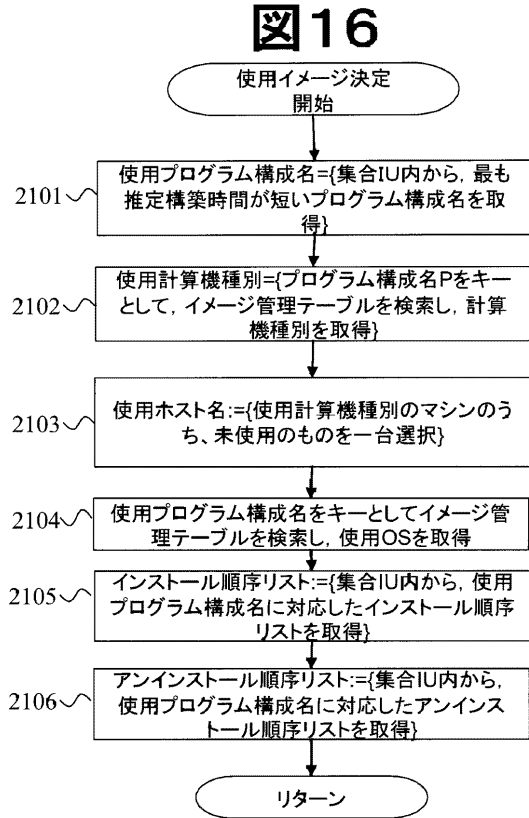 図16
使用イメージ決定
開始
2101
使用プログラム構成名={集合IU内から, 最も
推定構築時間が短いプログラム構成名を取
得}
2102
使用計算機種別={プログラム構成名Pをキー
として, イメージ管理テーブルを検索し, 計算
機種別を取得}
2103
使用ホスト名:={使用計算機種別のマシンのう
ち、未使用のものを一台選択}
2104
使用プログラム構成名をキーとしてイメージ管
理テーブルを検索し, 使用OSを取得
2105
インストール順序リスト:={集合IU内から, 使用
プログラム構成名に対応したインストール順序
リストを取得}
2106
アンインストール順序リスト:={集合IU内から,
使用プログラム構成名に対応したアンインス
トール順序リストを取得}
リターン